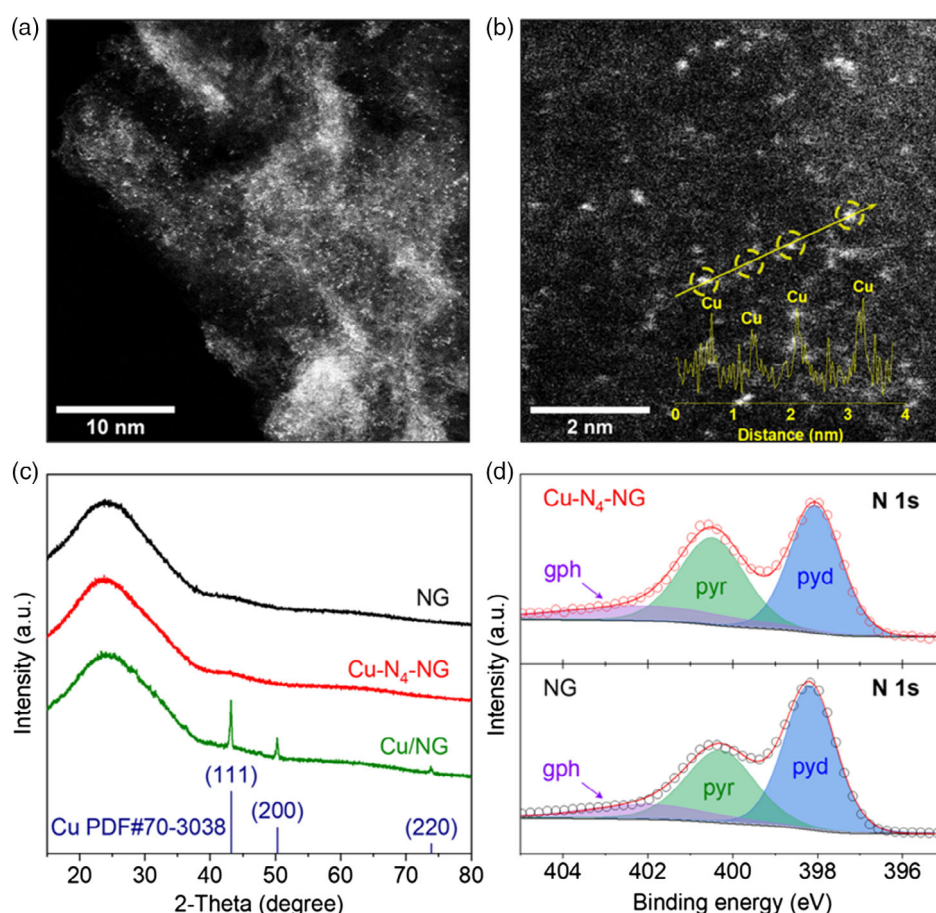 (a)
10 nm
(b)
Cu
Cu
Cu
Cu
2 nm
0 1 2 3 4
Distance (nm)
(c)
NG
Cu-N₄-NG
Cu/NG
(111)
(200)
(220)
Cu PDF#70-3038
Intensity (a.u.)
20 30 40 50 60 70 80
2-Theta (degree)
(d)
Cu-N₄-NG
N 1s
gph
pyr
pyd
NG
N 1s
gph
pyr
pyd
Intensity (a.u.)
404 402 400 398 396
Binding energy (eV)